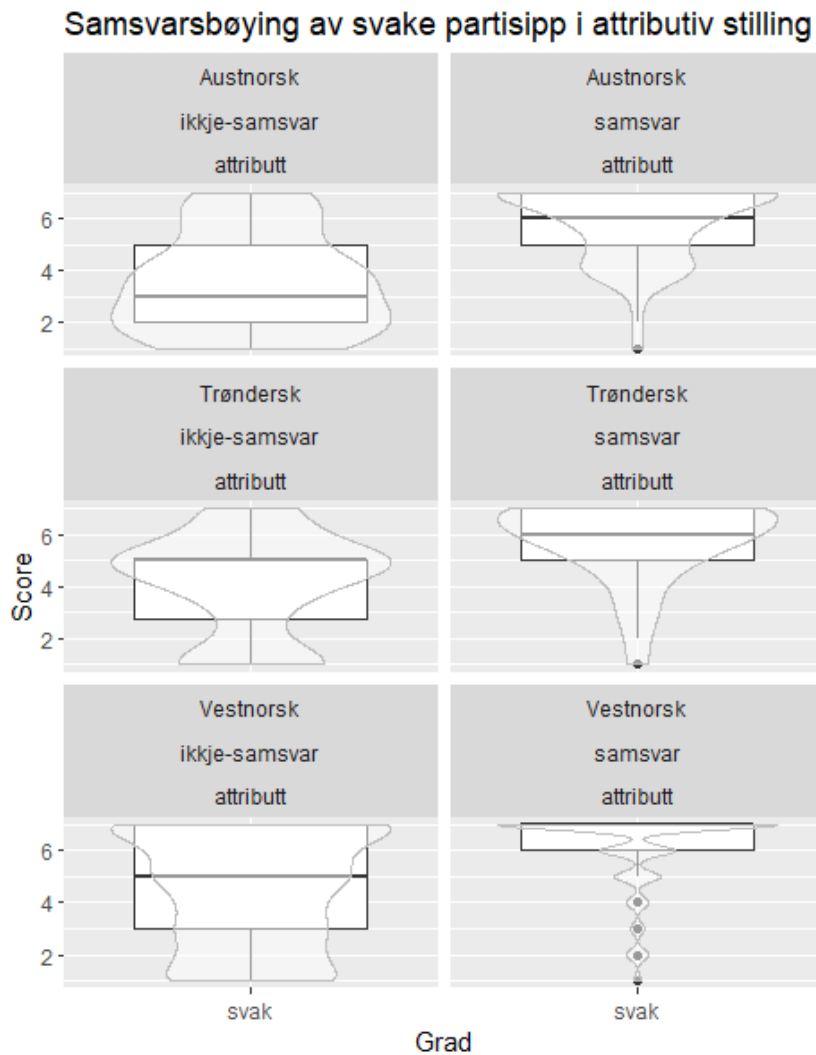 Samsvarsbøying av svake partisipp i attributiv stilling
Austnorsk
ikkje-samsvar
attributt
Austnorsk
samsvar
attributt
6
4
2
Trøndersk
ikkje-samsvar
attributt
Trøndersk
samsvar
attributt
6
4
2
Score
Vestnorsk
ikkje-samsvar
attributt
Vestnorsk
samsvar
attributt
6
4
2
svak
svak
Grad